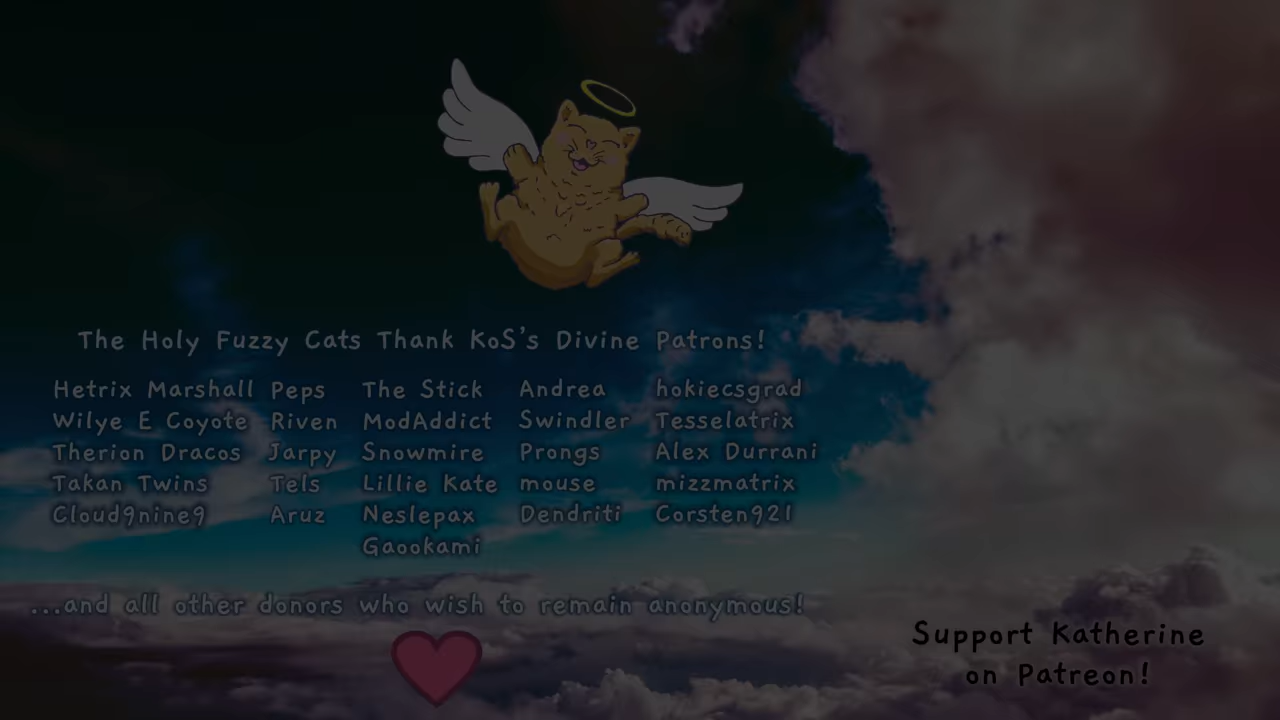 The Holy Fuzzy Cats Thank KoS's Divine Patrons!
Hetrix Marshall Peps The Stick Andrea hokiecsgrad
Wilye E Coyote Riven ModAddict Swindler Tesselatrix
Therion Dracos Jarpy Snowmire Prongs Alex Durrani
Takan Twins Tels Lillie Kate mouse mizzmatrix
Cloud9nine9 Aruz Neslepax Dendriti Corsten921
Gaookami
...and all other donors who wish to remain anonymous!
Support Katherine
on Patreon!